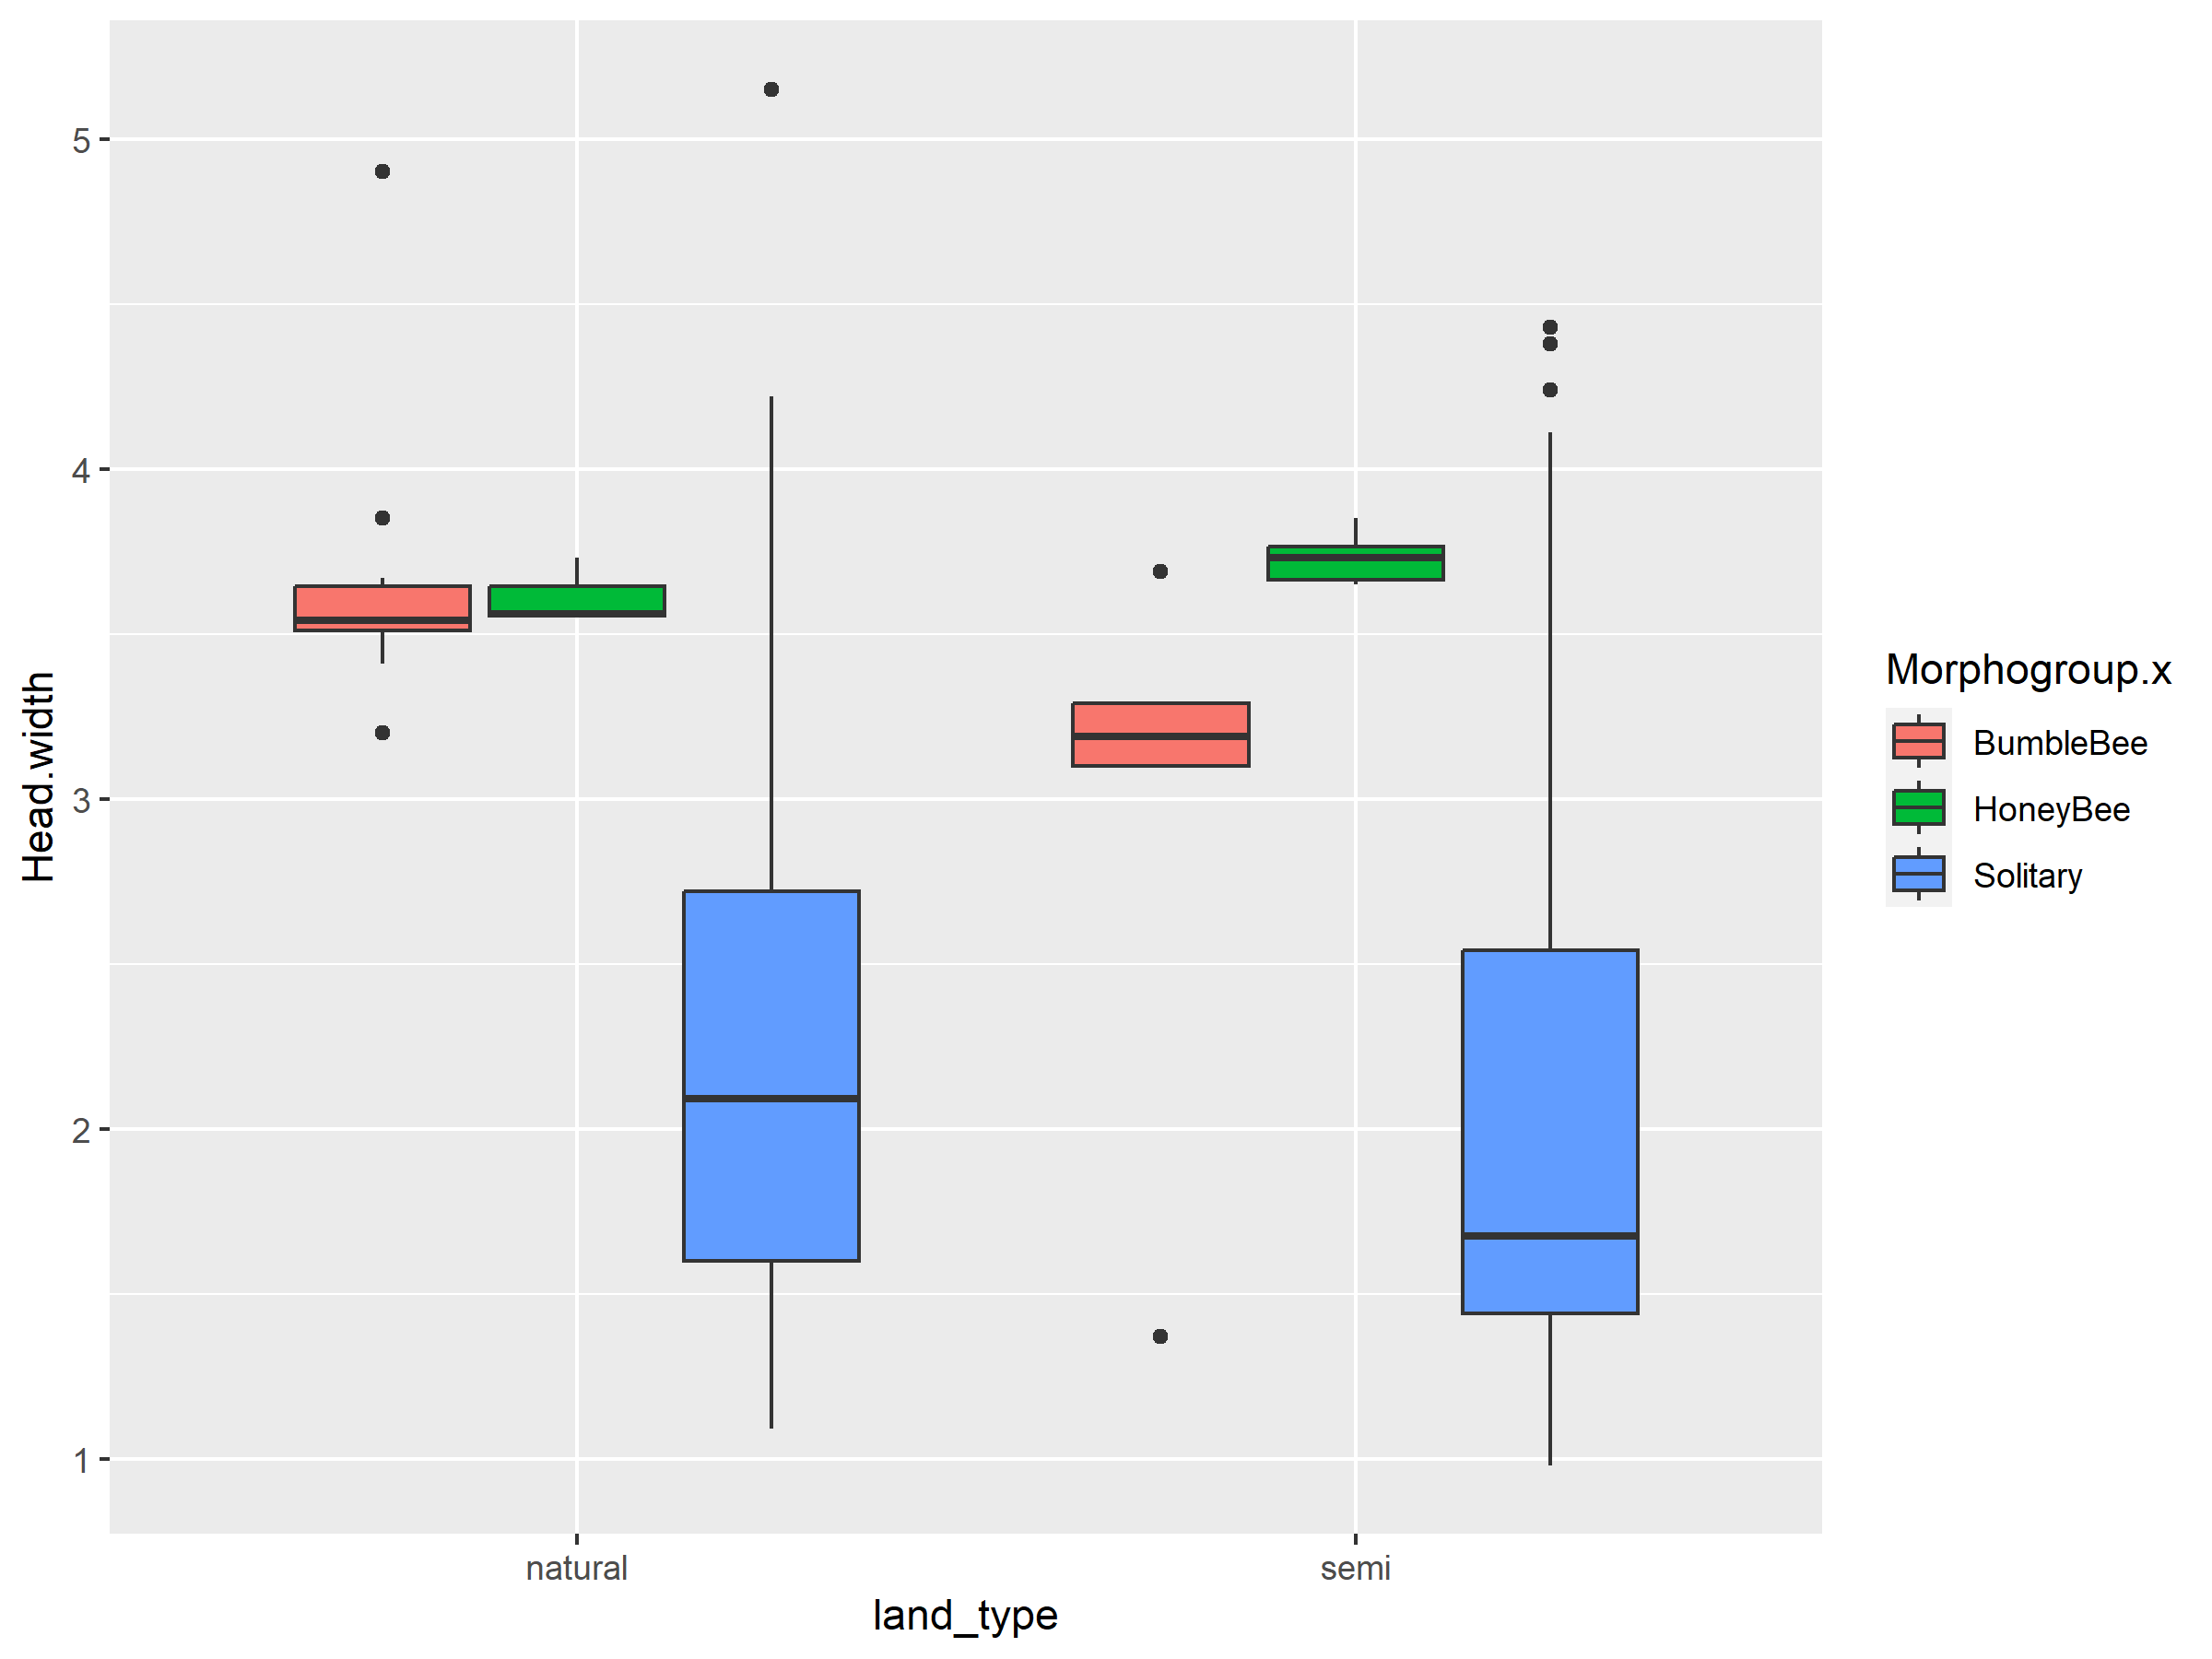 Head.width
5
4
3
2
1
natural
semi
land_type
Morphogroup.x
BumbleBee
HoneyBee
Solitary